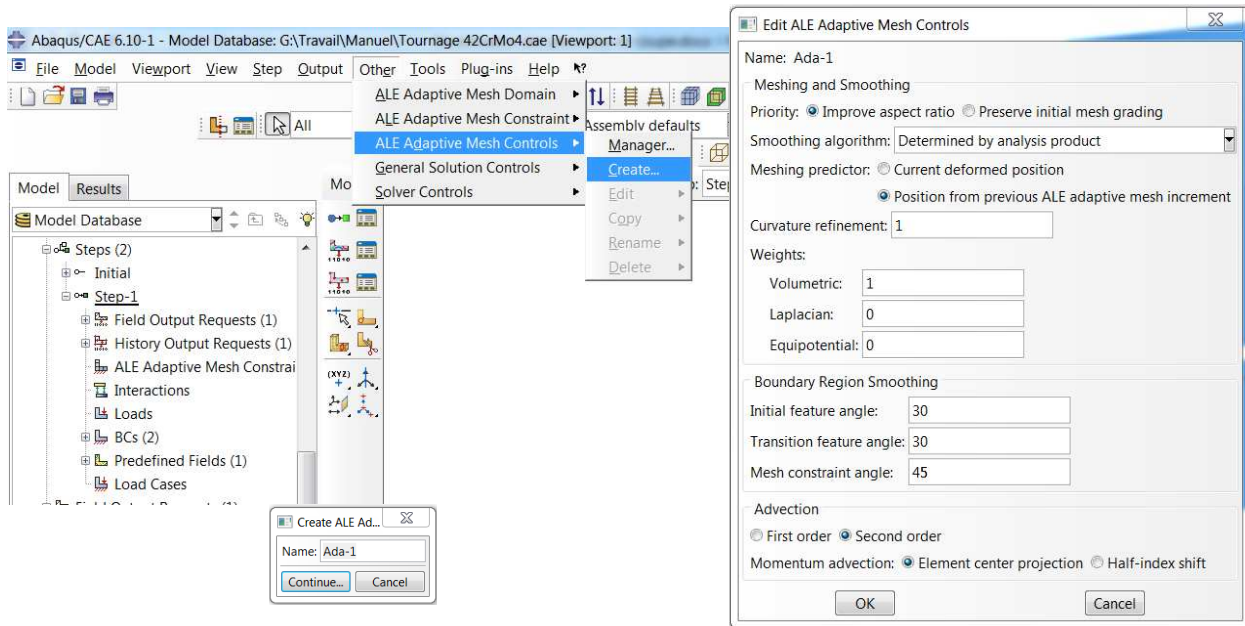 Abaqus/CAE 6.10-1 - Model Database: G:\Travail\Manuel\Tournage 42CrMo4.cae [Viewport: 1]
File Model Viewport View Step Output Other Tools Plug-ins Help
ALE Adaptive Mesh Domain
ALE Adaptive Mesh Constraint
ALE Adaptive Mesh Controls
General Solution Controls
Solver Controls
All
Assembly defaults
Manager...
Create...
Edit
Copy
Rename
Delete
Model Results
Mo
Step
Model Database
Steps (2)
Initial
Step-1
Field Output Requests (1)
History Output Requests (1)
ALE Adaptive Mesh Constrai
Interactions
Loads
BCs (2)
Predefined Fields (1)
Load Cases
(XYZ)
Create ALE Ad...
Name: Ada-1
Continue... Cancel
Edit ALE Adaptive Mesh Controls
Name: Ada-1
Meshing and Smoothing
Priority: Improve aspect ratio Preserve initial mesh grading
Smoothing algorithm: Determined by analysis product
Meshing predictor: Current deformed position
Position from previous ALE adaptive mesh increment
Curvature refinement: 1
Weights:
Volumetric: 1
Laplacian: 0
Equipotential: 0
Boundary Region Smoothing
Initial feature angle: 30
Transition feature angle: 30
Mesh constraint angle: 45
Advection
First order Second order
Momentum advection: Element center projection Half-index shift
OK Cancel